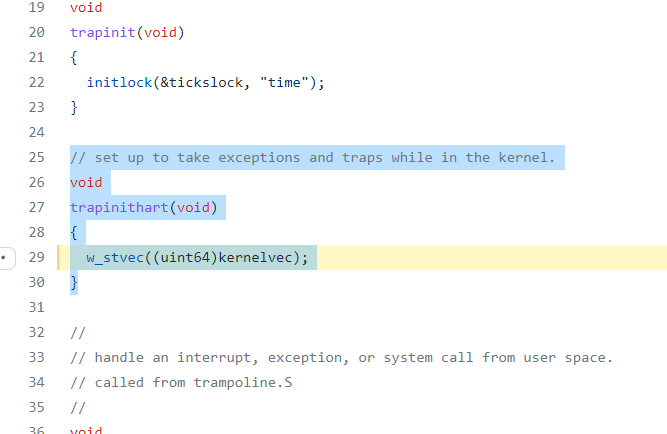 19 void
20 trapinit(void)
21 {
22   initlock(&tickslock, "time");
23 }
24
25 // set up to take exceptions and traps while in the kernel.
26 void
27 trapinithart(void)
28 {
29   w_stvec((uint64)kernelvec);
30 }
31
32 //
33 // handle an interrupt, exception, or system call from user space.
34 // called from trampoline.S
35 //
36 void